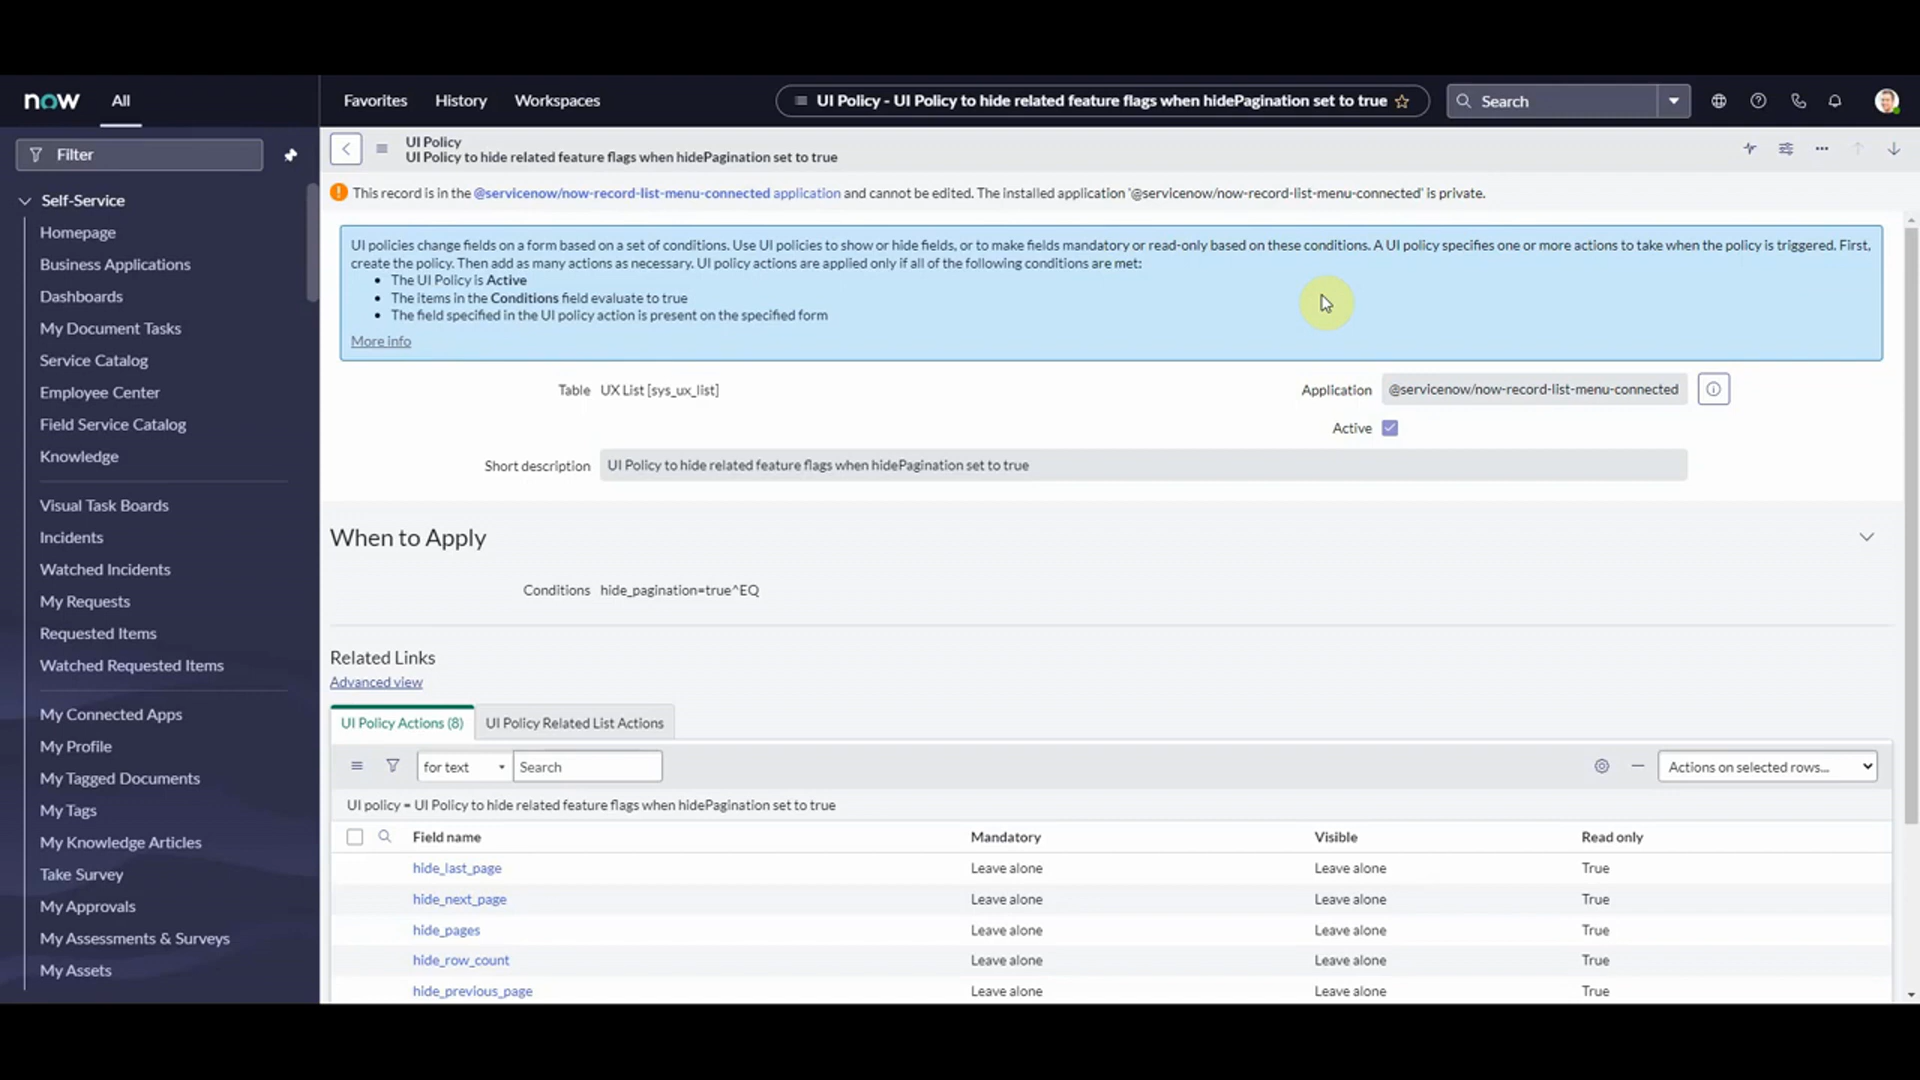 now
All
Favorites
History
Workspaces
UI Policy - UI Policy to hide related feature flags when hidePagination set to true
Search
Filter
Self-Service
Homepage
Business Applications
Dashboards
My Document Tasks
Service Catalog
Employee Center
Field Service Catalog
Knowledge
Visual Task Boards
Incidents
Watched Incidents
My Requests
Requested Items
Watched Requested Items
My Connected Apps
My Profile
My Tagged Documents
My Tags
My Knowledge Articles
Take Survey
My Approvals
My Assessments & Surveys
My Assets
UI Policy
UI Policy to hide related feature flags when hidePagination set to true
This record is in the @servicenow/now-record-list-menu-connected application and cannot be edited. The installed application '@servicenow/now-record-list-menu-connected' is private.
UI policies change fields on a form based on a set of conditions. Use UI policies to show or hide fields, or to make fields mandatory or read-only based on these conditions. A UI policy specifies one or more actions to take when the policy is triggered. First,
create the policy. Then add as many actions as necessary. UI policy actions are applied only if all of the following conditions are met:
• The UI Policy is Active
• The items in the Conditions field evaluate to true
• The field specified in the UI policy action is present on the specified form
More info
Table UX List [sys_ux_list]
Application @servicenow/now-record-list-menu-connected
Active
Short description UI Policy to hide related feature flags when hidePagination set to true
When to Apply
Conditions hide_pagination=true^EQ
Related Links
Advanced view
UI Policy Actions (8) UI Policy Related List Actions
for text Search Actions on selected rows...
UI policy = UI Policy to hide related feature flags when hidePagination set to true
Field name Mandatory Visible Read only
hide_last_page Leave alone Leave alone True
hide_next_page Leave alone Leave alone True
hide_pages Leave alone Leave alone True
hide_row_count Leave alone Leave alone True
hide_previous_page Leave alone Leave alone True